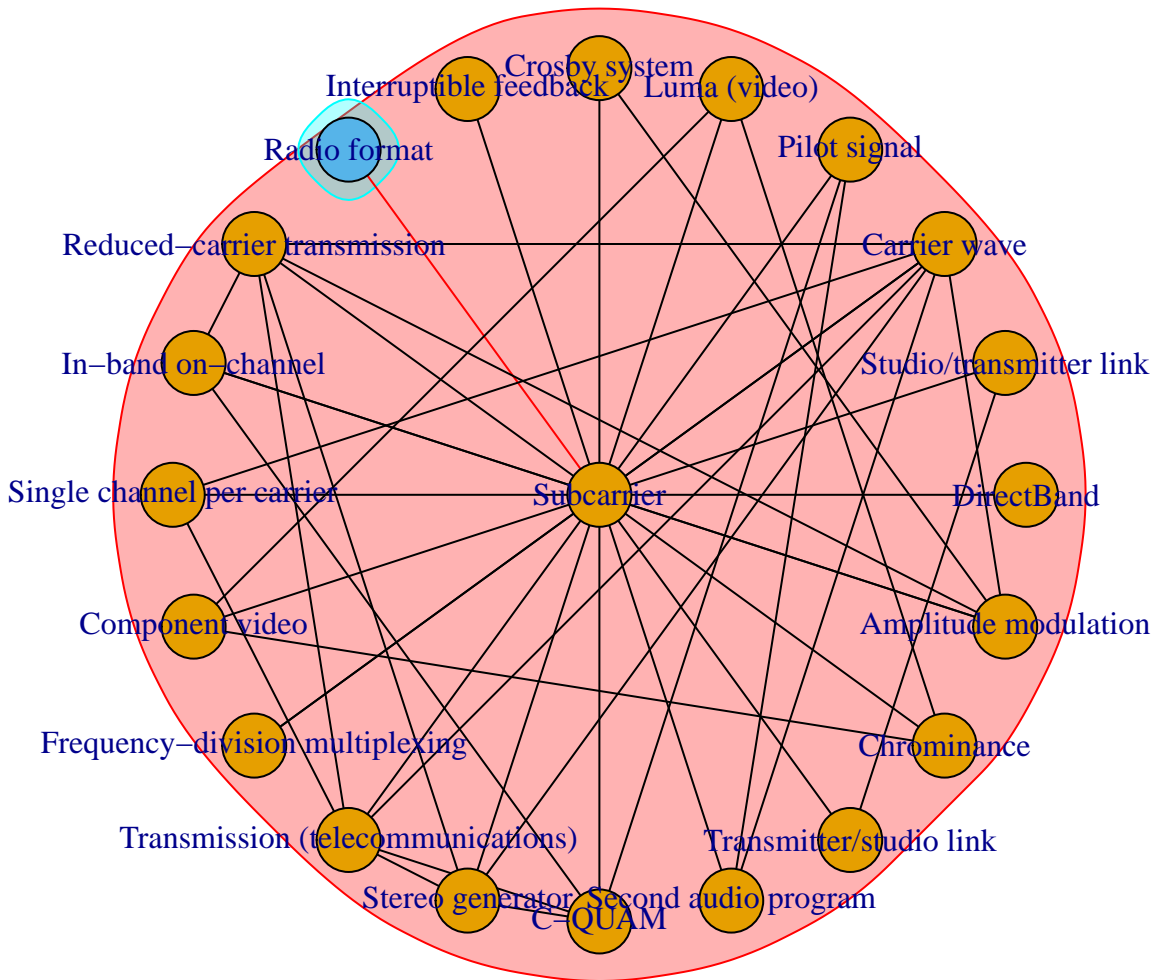 Crosby system
Interruptible feedback
Luma (video)
Radio format
Pilot signal
Reduced−carrier transmission
Carrier wave
In−band on−channel
Studio/transmitter link
Single channel per carrier
Subcarrier
DirectBand
Component video
Amplitude modulation
Frequency−division multiplexing
Chrominance
Transmission (telecommunications)
Transmitter/studio link
Stereo generator
Second audio program
C−QUAM